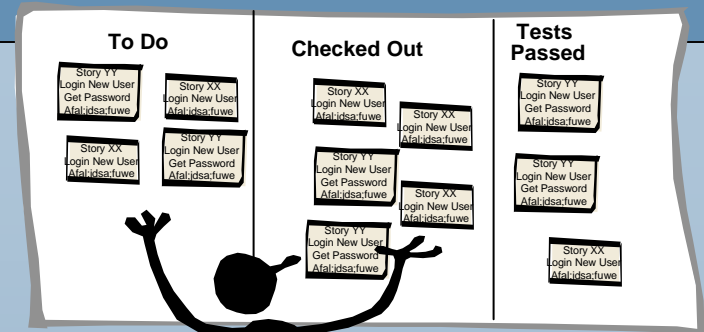 To Do
Story YY
Login New User
Get Password
Afal;jdsa;fuwe
Story XX
Login New User
Afal;jdsa;fuwe
Story XX
Login New User
Afal;jdsa;fuwe
Story YY
Login New User
Get Password
Afal;jdsa;fuwe
Checked Out
Story XX
Login New User
Afal;jdsa;fuwe
Story XX
Login New User
Afal;jdsa;fuwe
Story YY
Login New User
Get Password
Afal;jdsa;fuwe
Story XX
Login New User
Afal;jdsa;fuwe
Story YY
Login New User
Get Password
Afal;jdsa;fuwe
Tests
Passed
Story YY
Login New User
Get Password
Afal;jdsa;fuwe
Story YY
Login New User
Get Password
Afal;jdsa;fuwe
Story XX
Login New User
Afal;jdsa;fuwe